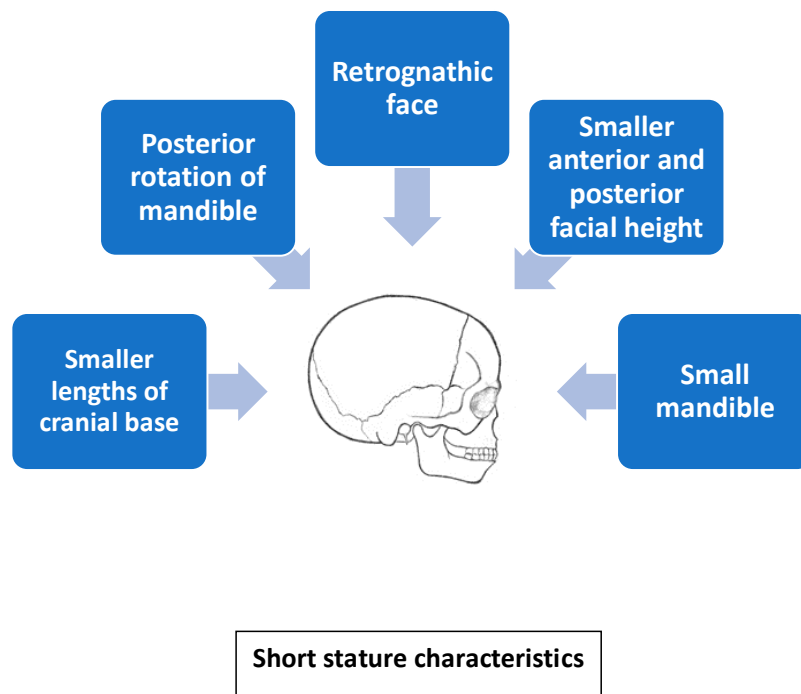 Retrognathic
face
Posterior
rotation of
mandible
Smaller
anterior and
posterior
facial height
Smaller
lengths of
cranial base
Small
mandible
Short stature characteristics